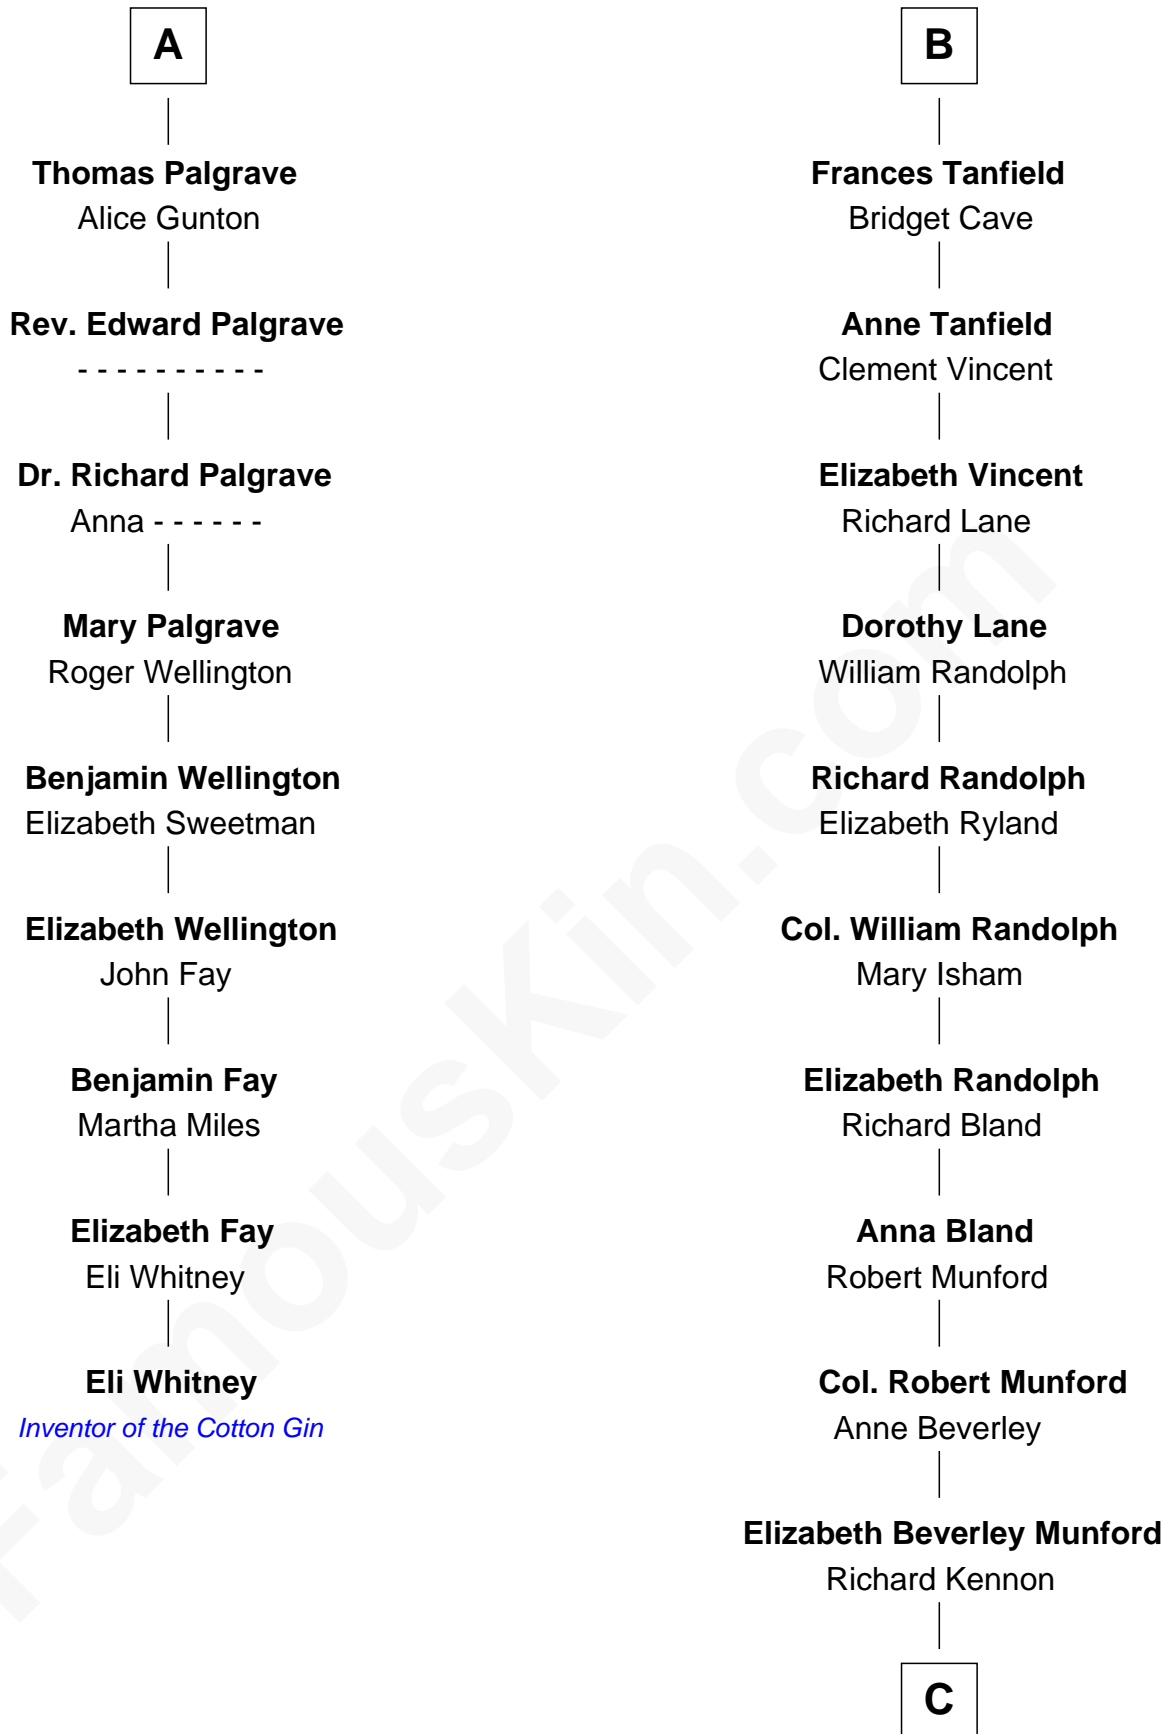 A
Thomas Palgrave
Alice Gunton
Rev. Edward Palgrave
- - - - - - - - - -
Dr. Richard Palgrave
Anna - - - - - -
Mary Palgrave
Roger Wellington
Benjamin Wellington
Elizabeth Sweetman
Elizabeth Wellington
John Fay
Benjamin Fay
Martha Miles
Elizabeth Fay
Eli Whitney
Eli Whitney
Inventor of the Cotton Gin
B
Frances Tanfield
Bridget Cave
Anne Tanfield
Clement Vincent
Elizabeth Vincent
Richard Lane
Dorothy Lane
William Randolph
Richard Randolph
Elizabeth Ryland
Col. William Randolph
Mary Isham
Elizabeth Randolph
Richard Bland
Anna Bland
Robert Munford
Col. Robert Munford
Anne Beverley
Elizabeth Beverley Munford
Richard Kennon
C
FamousKin.com